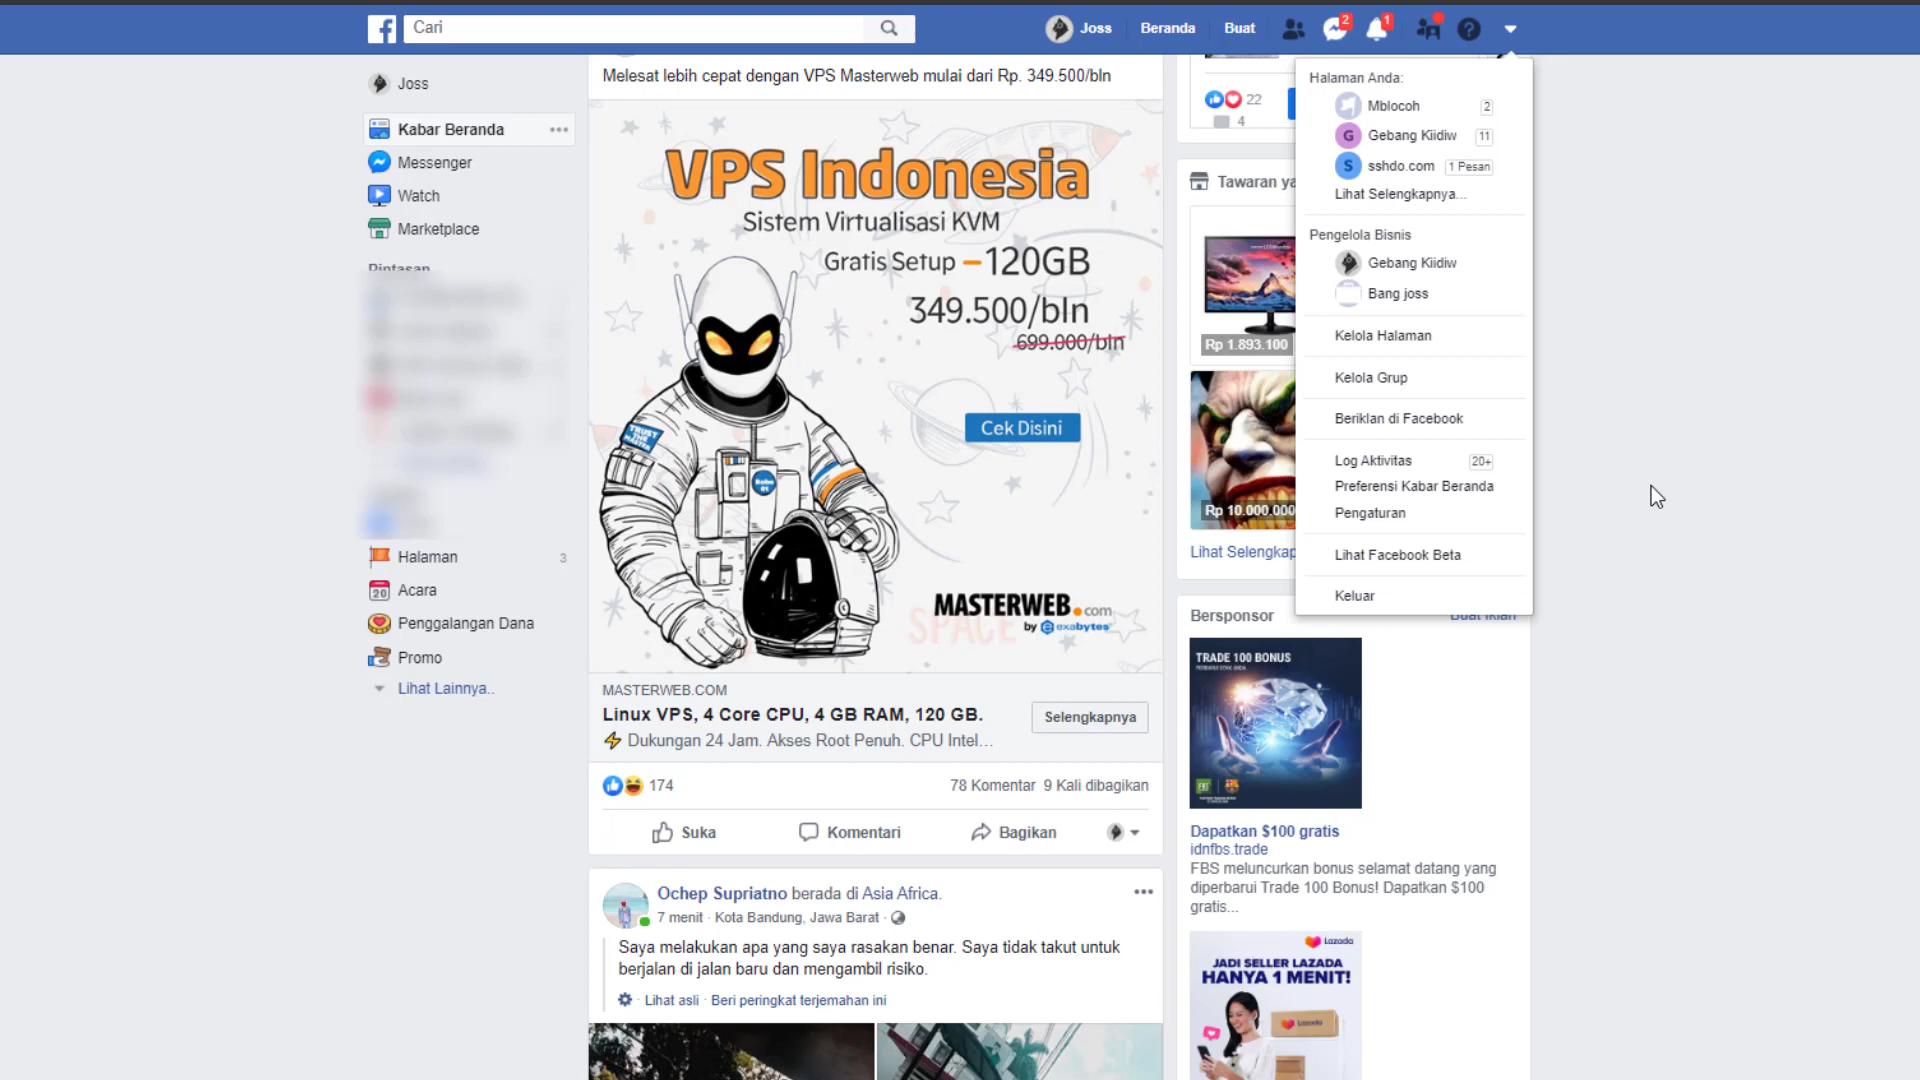 Cari
Joss
Beranda
Buat
2
1
Joss
Kabar Beranda
Messenger
Watch
Marketplace
Pintasan
Halaman 3
Acara
Penggalangan Dana
Promo
Lihat Lainnya..
Melesat lebih cepat dengan VPS Masterweb mulai dari Rp. 349.500/bln
VPS Indonesia
Sistem Virtualisasi KVM
Gratis Setup -120GB
349.500/bln
699.000/bln
Cek Disini
TRUST THE MASTER
MASTERWEB.com
by exabytes
SPACE
MASTERWEB.COM
Linux VPS, 4 Core CPU, 4 GB RAM, 120 GB.
Dukungan 24 Jam. Akses Root Penuh. CPU Intel...
Selengkapnya
174
78 Komentar 9 Kali dibagikan
Suka
Komentari
Bagikan
Ochep Supriatno berada di Asia Africa.
7 menit · Kota Bandung, Jawa Barat ·
Saya melakukan apa yang saya rasakan benar. Saya tidak takut untuk
berjalan di jalan baru dan mengambil risiko.
· Lihat asli · Beri peringkat terjemahan ini
22
4
Tawaran ya
Rp 1.893.100
Rp 10.000.000
Lihat Selengkap
Halaman Anda:
Mblocoh 2
Gebang Kiidiw 11
sshdo.com 1 Pesan
Lihat Selengkapnya...
Pengelola Bisnis
Gebang Kiidiw
Bang joss
Kelola Halaman
Kelola Grup
Beriklan di Facebook
Log Aktivitas 20+
Preferensi Kabar Beranda
Pengaturan
Lihat Facebook Beta
Keluar
Bersponsor
Buat Iklan
TRADE 100 BONUS
FBS
Dapatkan $100 gratis
idnfbs.trade
FBS meluncurkan bonus selamat datang yang
diperbarui Trade 100 Bonus! Dapatkan $100
gratis...
Lazada
JADI SELLER LAZADA
HANYA 1 MENIT!
Lazada